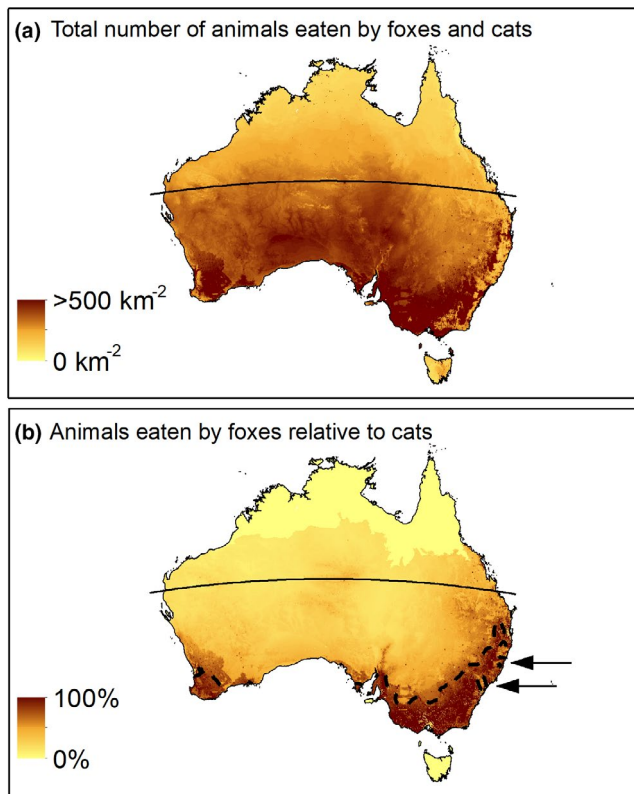 (a) Total number of animals eaten by foxes and cats
>500 km⁻²
0 km⁻²
(b) Animals eaten by foxes relative to cats
100%
0%